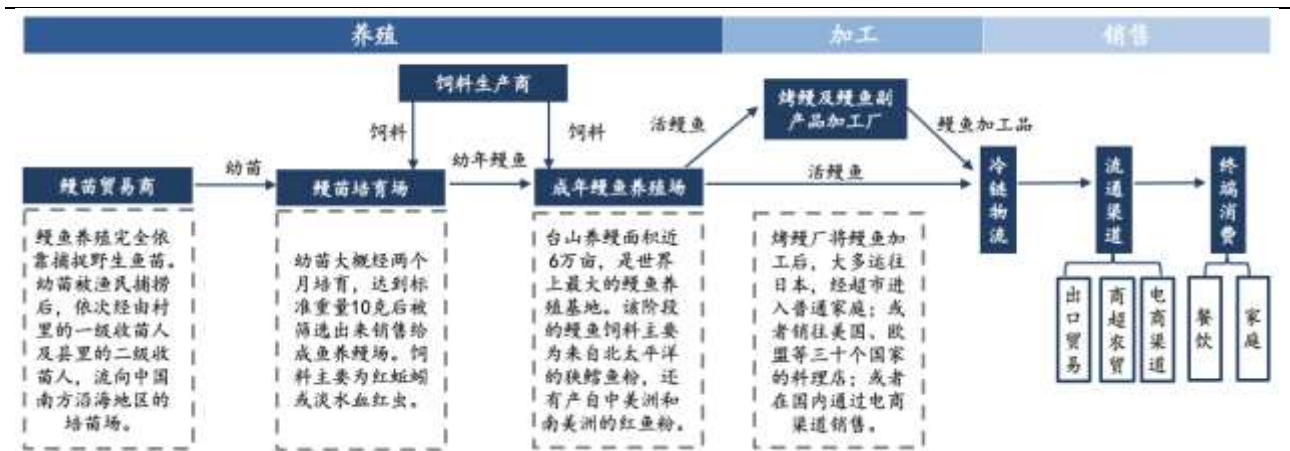 养殖
加工
销售
饲料生产商
烤鳗及鳗鱼副
产品加工厂
饲料
饲料
活鳗鱼
鳗鱼加工品
幼苗
幼年鳗鱼
活鳗鱼
鳗苗贸易商
鳗苗培育场
成年鳗鱼养殖场
冷链物流
流通渠道
终端消费
鳗鱼养殖完全依
靠捕捉野生鱼苗。
幼苗被渔民捕捞
后，依次经由村
里的一级收苗人
及县里的二级收
苗人，流向中国
南方沿海地区的
培苗场。
幼苗大概经两个
月培育，达到标
准重量10克后被
筛选出来销售给
成鱼养鳗场。饲
料主要为红蚯蚓
或淡水血红虫。
台山养鳗面积近
6万亩，是世界
上最大的鳗鱼养
殖基地。该阶段
的鳗鱼饲料主要
为来自北太平洋
的狭鳕鱼粉，还
有产自中美洲和
南美洲的红鱼粉。
烤鳗厂将鳗鱼加
工后，大多运往
日本，经超市进
入普通家庭；或
者销往美国、欧
盟等三十个国家
的料理店；或者
在国内通过电商
渠道销售。
出口贸易
商超农贸
电商渠道
餐饮
家庭